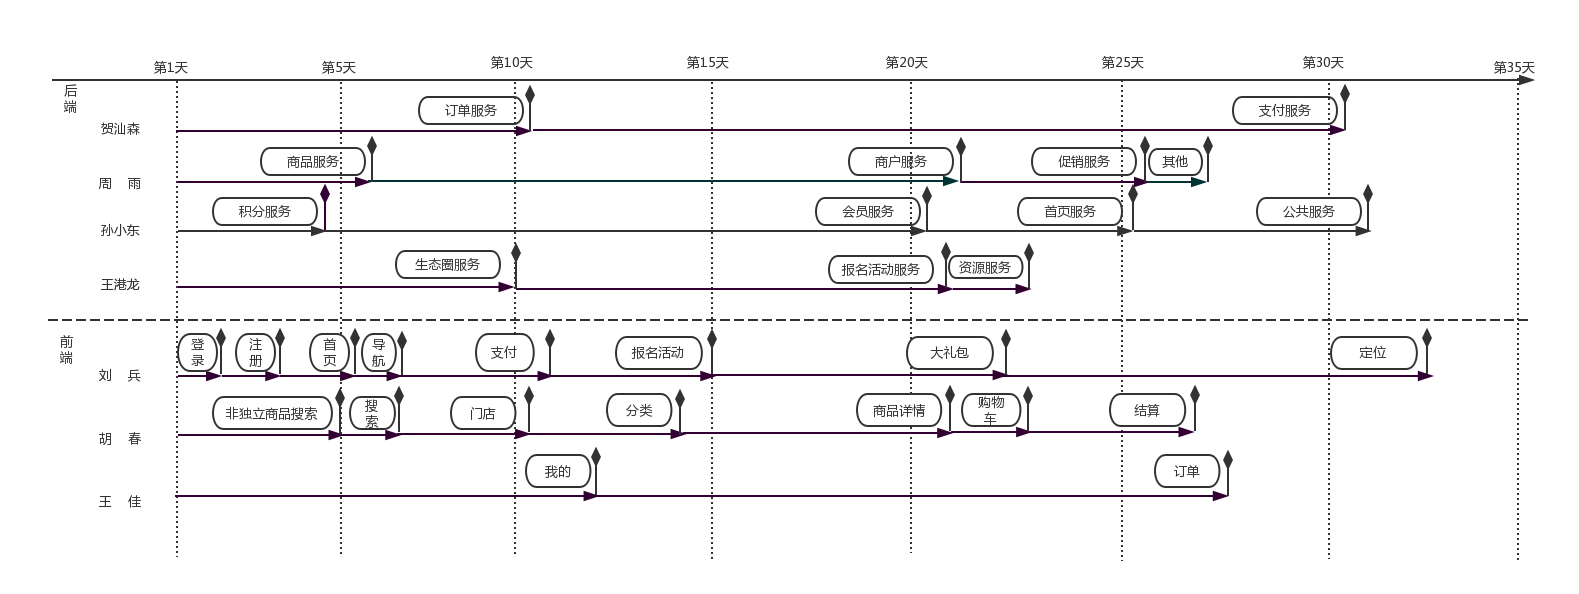 第1天 第5天 第10天 第15天 第20天 第25天 第30天 第35天
后
端
订单服务 支付服务
贺汕森
商品服务 商户服务 促销服务 其他
周 雨
积分服务 会员服务 首页服务 公共服务
孙小东
生态圈服务 报名活动服务 资源服务
王港龙
前
端
登
录
注
册
首
页
导
航
支付 报名活动 大礼包 定位
刘 兵
非独立商品搜索
搜
索
门店 分类 商品详情
购物
车
结算
胡 春
我的 订单
王 佳